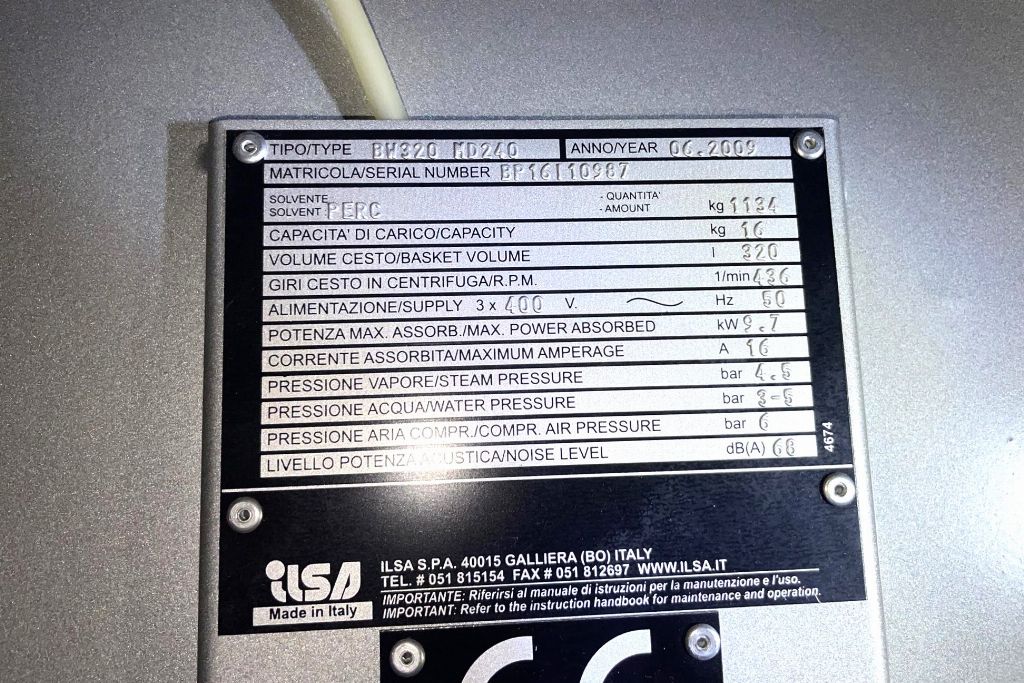 TIPO/TYPE BW320 MD240 ANNO/YEAR 06.2009
MATRICOLA/SERIAL NUMBER BP16I10987
SOLVENTE - QUANTITA'
SOLVENT : PERC - AMOUNT kg 1134
CAPACITA' DI CARICO/CAPACITY kg 16
VOLUME CESTO/BASKET VOLUME l 320
GIRI CESTO IN CENTRIFUGA/R.P.M. 1/min 436
ALIMENTAZIONE/SUPPLY 3 x 400 V. Hz 50
POTENZA MAX. ASSORB./MAX. POWER ABSORBED kW 9.7
CORRENTE ASSORBITA/MAXIMUM AMPERAGE A 16
PRESSIONE VAPORE/STEAM PRESSURE bar 4.5
PRESSIONE ACQUA/WATER PRESSURE bar 3-5
PRESSIONE ARIA COMPR./COMPR. AIR PRESSURE bar 6
LIVELLO POTENZA ACUSTICA/NOISE LEVEL dB(A) 68
4674
ILSA
Made in Italy
ILSA S.P.A. 40015 GALLIERA (BO) ITALY
TEL. # 051 815154 FAX # 051 812697 WWW.ILSA.IT
IMPORTANTE: Riferirsi al manuale di istruzioni per la manutenzione e l'uso.
IMPORTANT: Refer to the instruction handbook for maintenance and operation.
CE